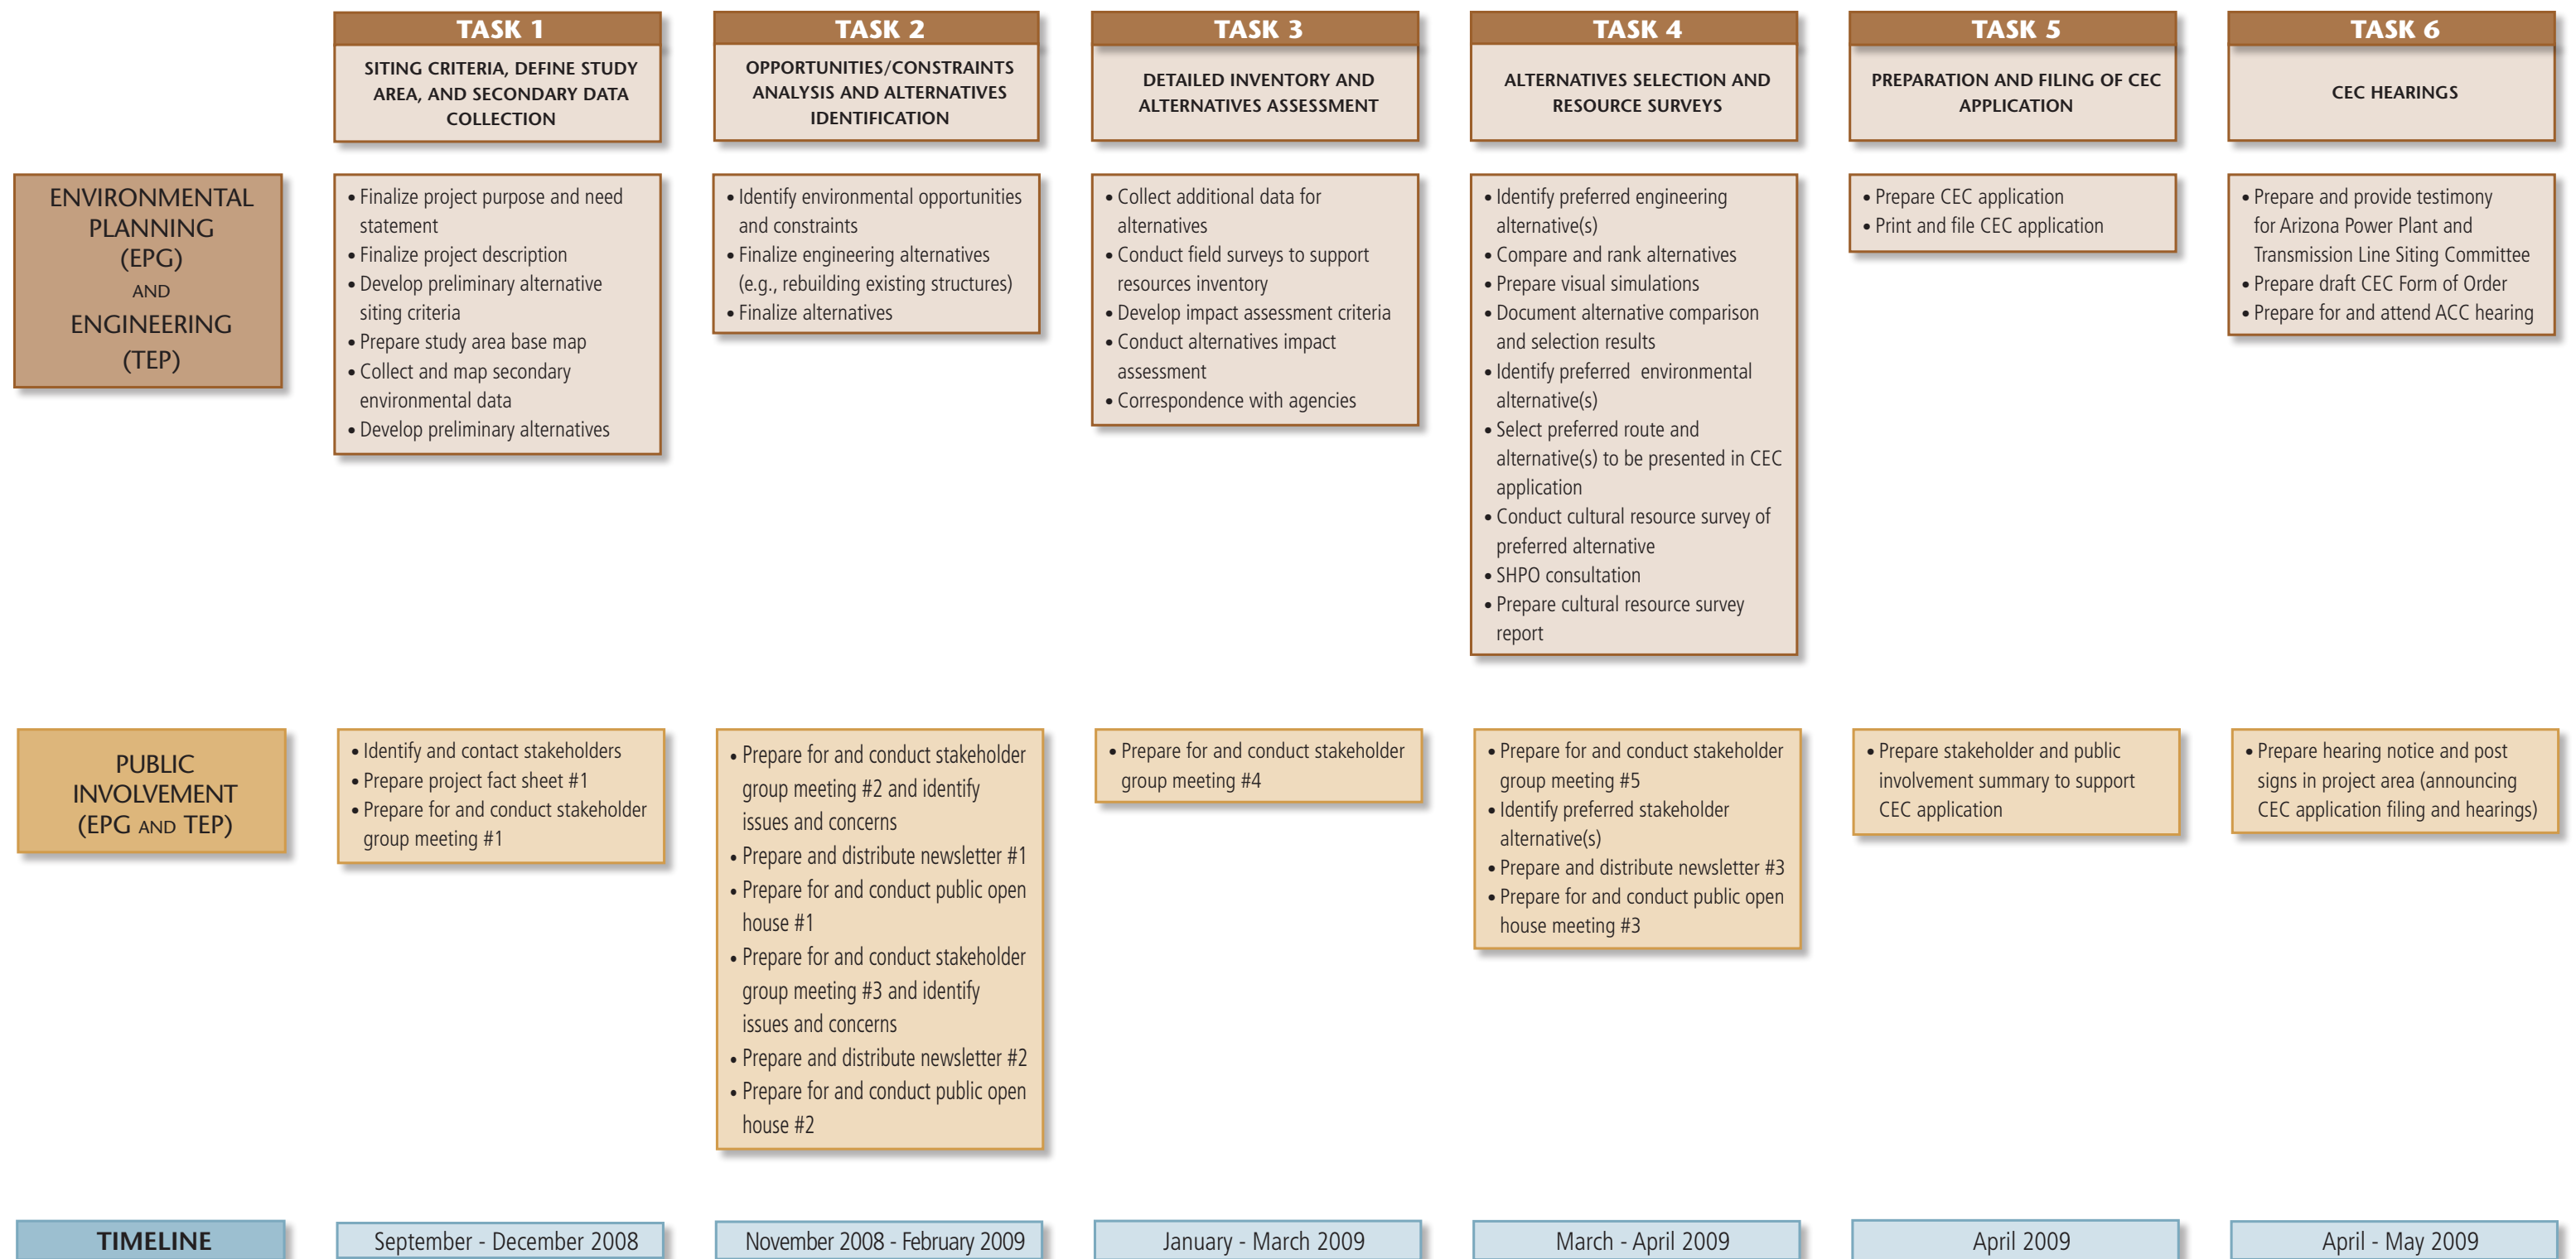 TASK 1
SITING CRITERIA, DEFINE STUDY
AREA, AND SECONDARY DATA
COLLECTION
TASK 2
OPPORTUNITIES/CONSTRAINTS
ANALYSIS AND ALTERNATIVES
IDENTIFICATION
TASK 3
DETAILED INVENTORY AND
ALTERNATIVES ASSESSMENT
TASK 4
ALTERNATIVES SELECTION AND
RESOURCE SURVEYS
TASK 5
PREPARATION AND FILING OF CEC
APPLICATION
TASK 6
CEC HEARINGS
ENVIRONMENTAL
PLANNING
(EPG)
AND
ENGINEERING
(TEP)
• Finalize project purpose and need
statement
• Finalize project description
• Develop preliminary alternative
siting criteria
• Prepare study area base map
• Collect and map secondary
environmental data
• Develop preliminary alternatives
• Identify environmental opportunities
and constraints
• Finalize engineering alternatives
(e.g., rebuilding existing structures)
• Finalize alternatives
• Collect additional data for
alternatives
• Conduct field surveys to support
resources inventory
• Develop impact assessment criteria
• Conduct alternatives impact
assessment
• Correspondence with agencies
• Identify preferred engineering
alternative(s)
• Compare and rank alternatives
• Prepare visual simulations
• Document alternative comparison
and selection results
• Identify preferred environmental
alternative(s)
• Select preferred route and
alternative(s) to be presented in CEC
application
• Conduct cultural resource survey of
preferred alternative
• SHPO consultation
• Prepare cultural resource survey
report
• Prepare CEC application
• Print and file CEC application
• Prepare and provide testimony
for Arizona Power Plant and
Transmission Line Siting Committee
• Prepare draft CEC Form of Order
• Prepare for and attend ACC hearing
PUBLIC
INVOLVEMENT
(EPG AND TEP)
• Identify and contact stakeholders
• Prepare project fact sheet #1
• Prepare for and conduct stakeholder
group meeting #1
• Prepare for and conduct stakeholder
group meeting #2 and identify
issues and concerns
• Prepare and distribute newsletter #1
• Prepare for and conduct public open
house #1
• Prepare for and conduct stakeholder
group meeting #3 and identify
issues and concerns
• Prepare and distribute newsletter #2
• Prepare for and conduct public open
house #2
• Prepare for and conduct stakeholder
group meeting #4
• Prepare for and conduct stakeholder
group meeting #5
• Identify preferred stakeholder
alternative(s)
• Prepare and distribute newsletter #3
• Prepare for and conduct public open
house meeting #3
• Prepare stakeholder and public
involvement summary to support
CEC application
• Prepare hearing notice and post
signs in project area (announcing
CEC application filing and hearings)
TIMELINE
September - December 2008
November 2008 - February 2009
January - March 2009
March - April 2009
April 2009
April - May 2009